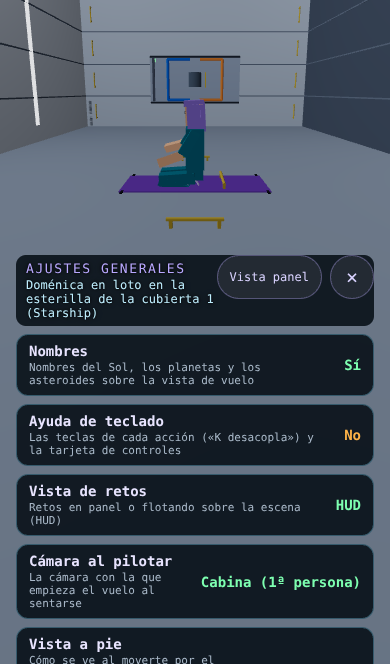 AJUSTES GENERALES
Doménica en loto en la
esterilla de la cubierta 1
(Starship)
Vista panel
×
Nombres
Nombres del Sol, los planetas y los
asteroides sobre la vista de vuelo
Sí
Ayuda de teclado
Las teclas de cada acción («K desacopla») y
la tarjeta de controles
No
Vista de retos
Retos en panel o flotando sobre la escena
(HUD)
HUD
Cámara al pilotar
La cámara con la que
empieza el vuelo al
sentarse
Cabina (1ª persona)
Vista a pie
Cómo se ve al moverte por el